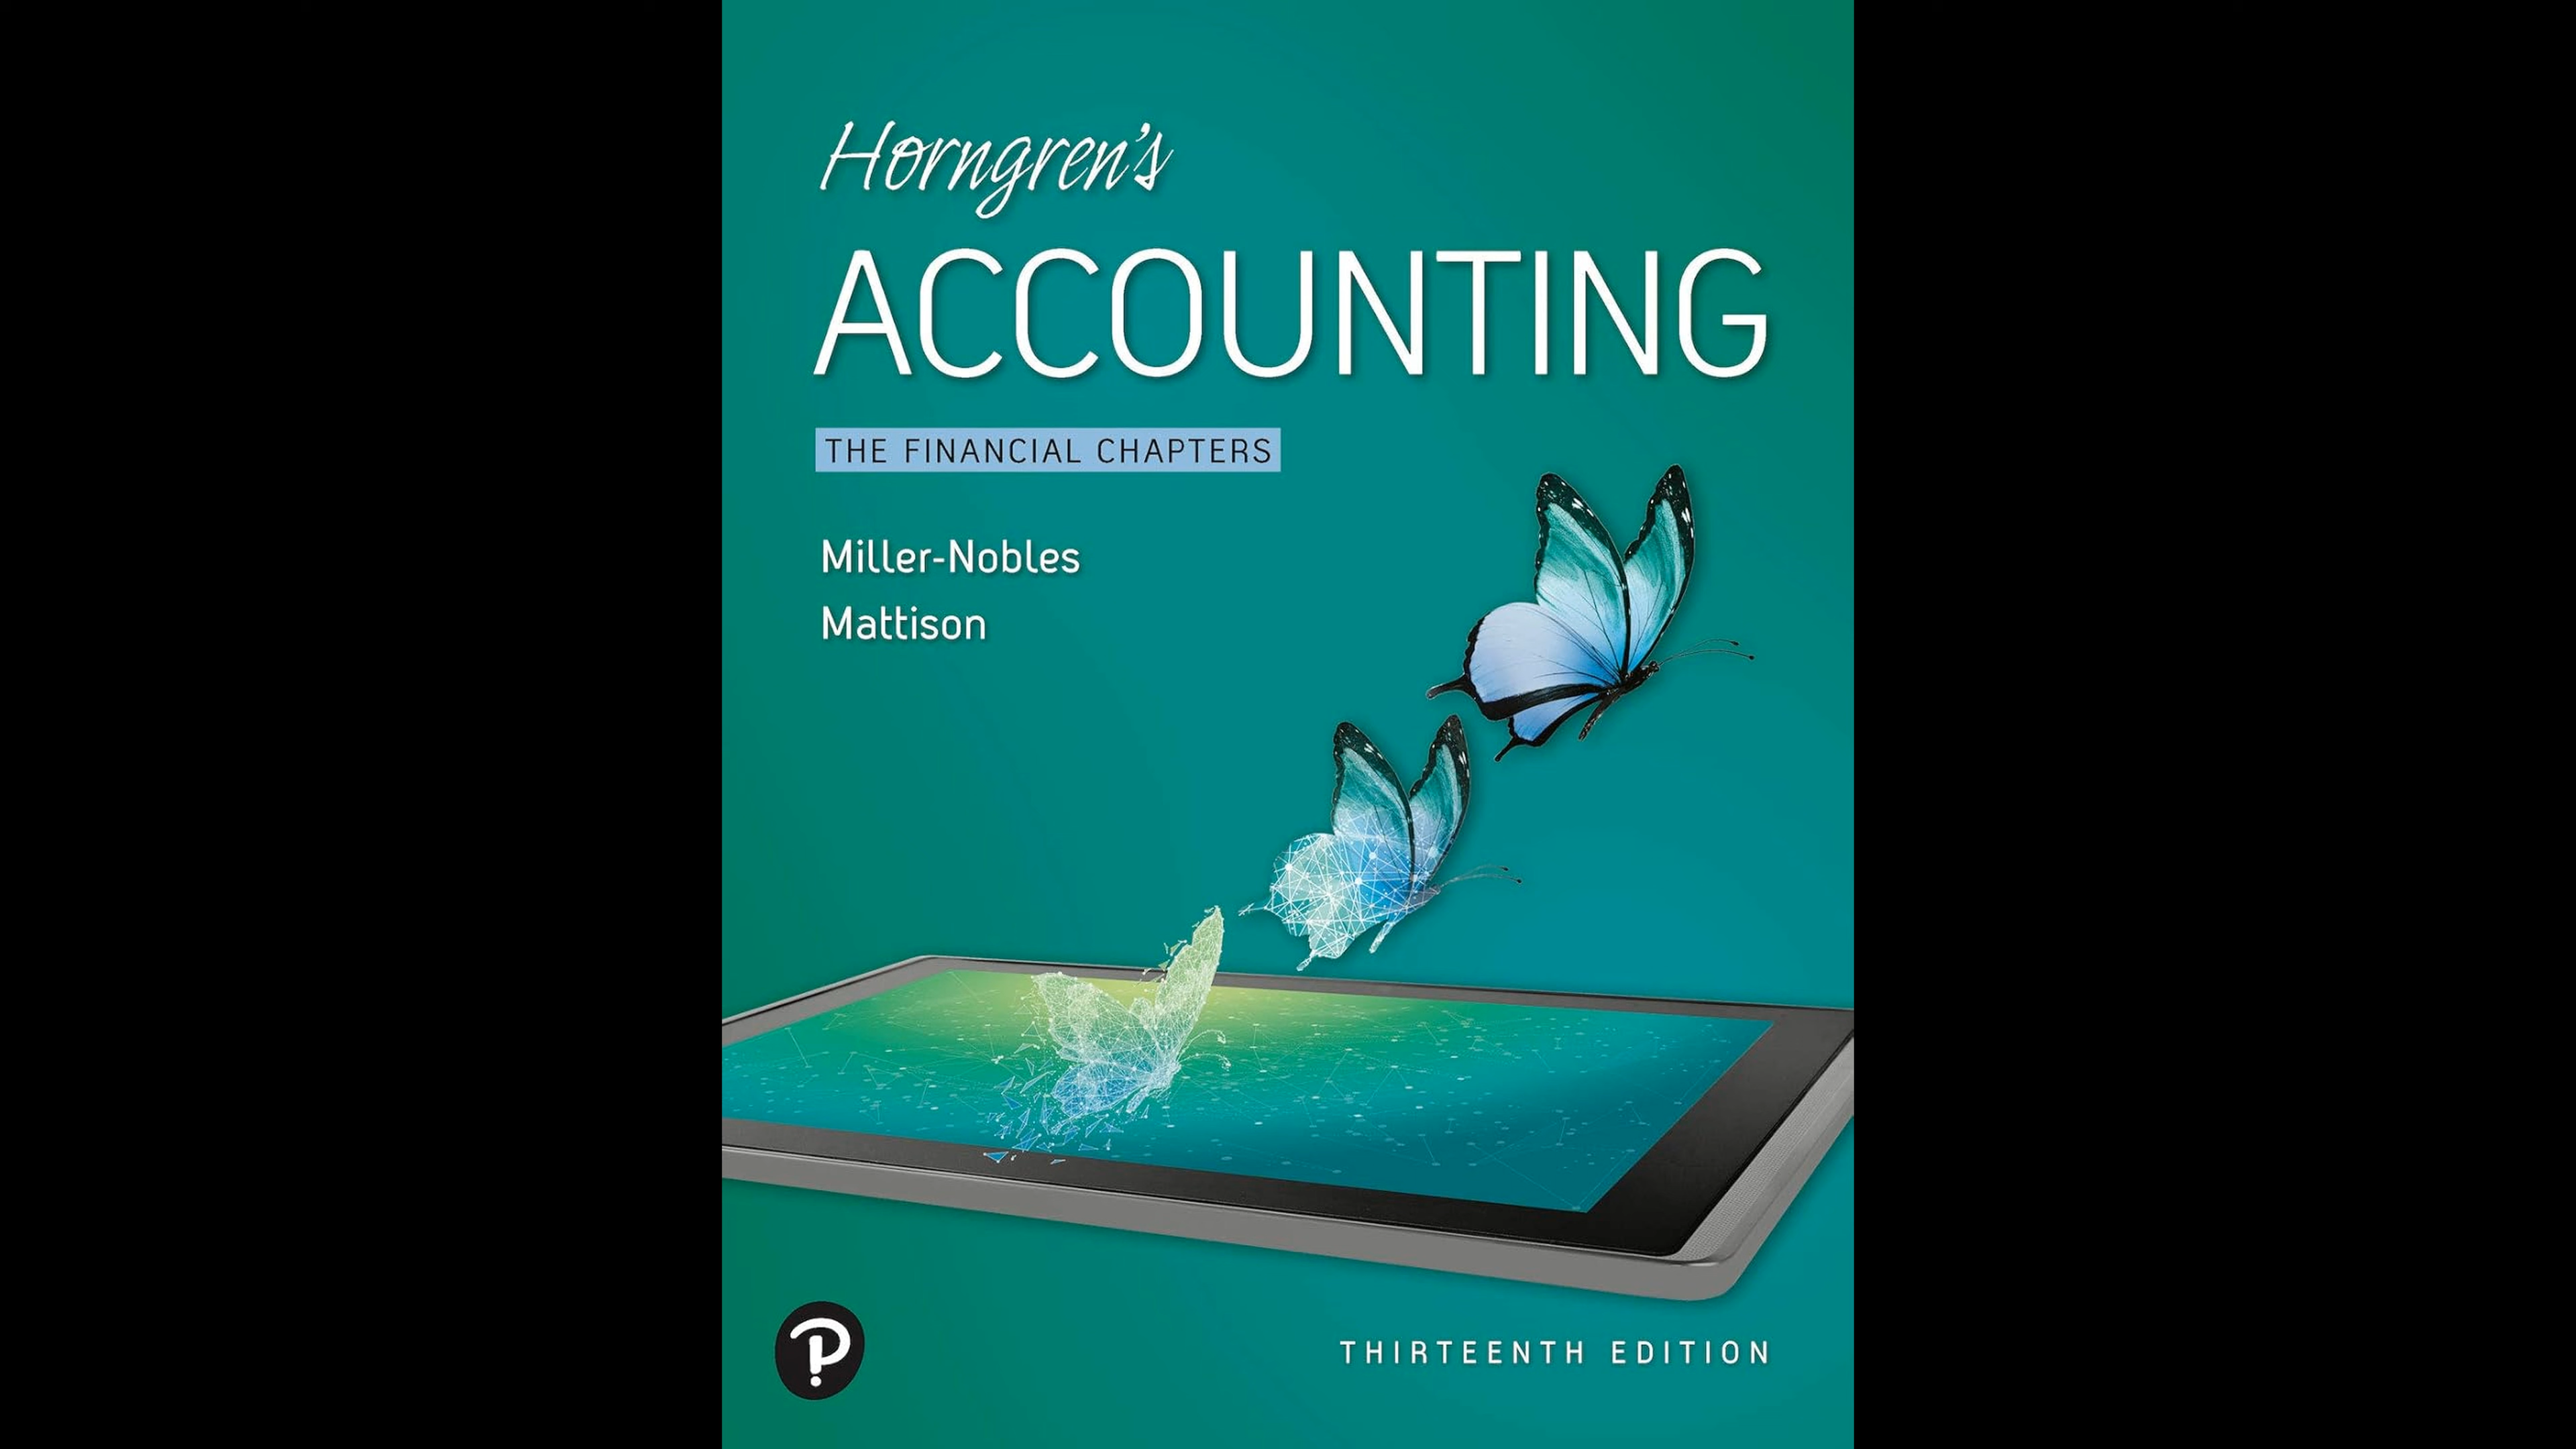 Horngren's
ACCOUNTING
THE FINANCIAL CHAPTERS
Miller-Nobles
Mattison
THIRTEENTH EDITION